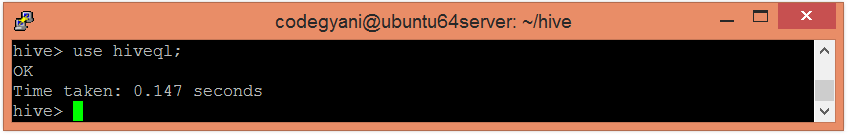 codegyani@ubuntu64server: ~/hive
hive> use hiveql;
OK
Time taken: 0.147 seconds
hive>